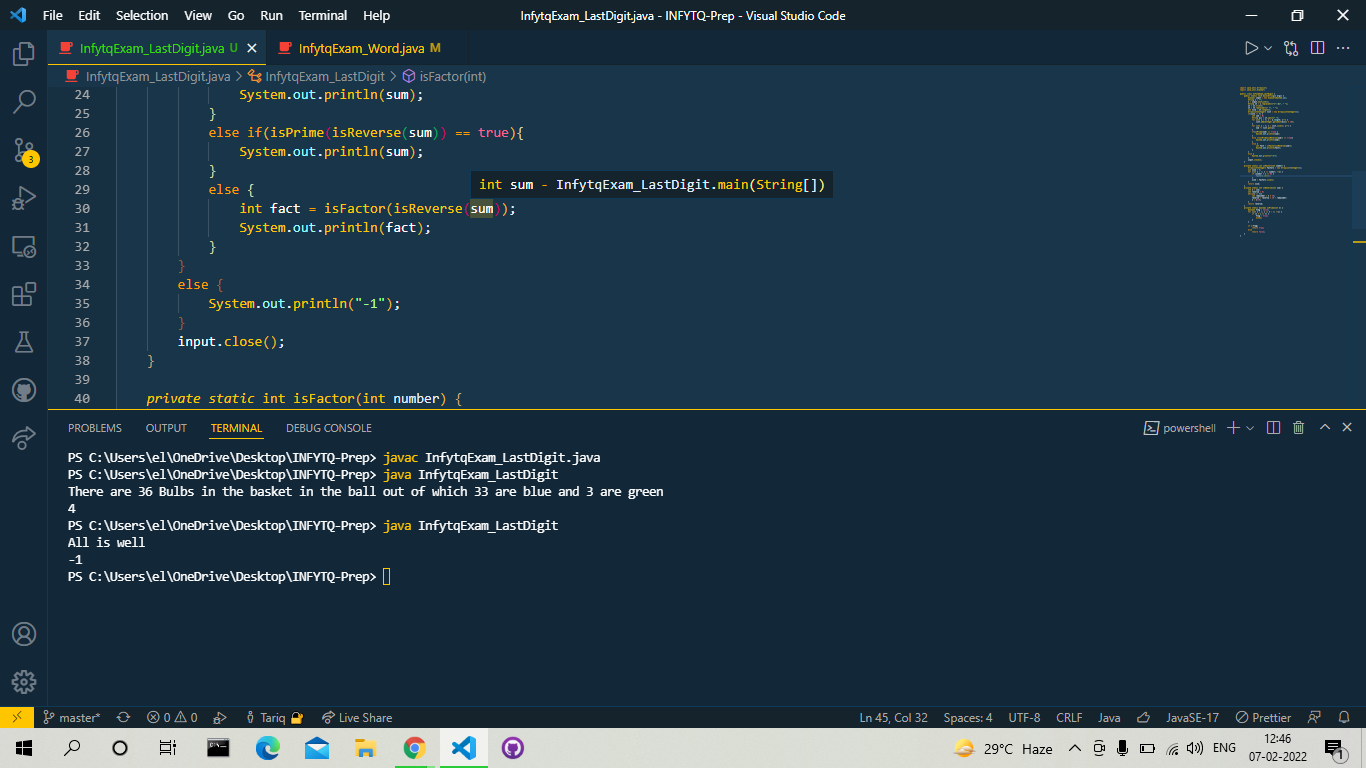 File Edit Selection View Go Run Terminal Help InfytqExam_LastDigit.java - INFYTQ-Prep - Visual Studio Code
InfytqExam_LastDigit.java U InfytqExam_Word.java M
InfytqExam_LastDigit.java > InfytqExam_LastDigit > isFactor(int)
24 System.out.println(sum);
25 }
26 else if(isPrime(isReverse(sum)) == true){
27 System.out.println(sum);
28 }
29 else {
int sum - InfytqExam_LastDigit.main(String[])
30 int fact = isFactor(isReverse(sum));
31 System.out.println(fact);
32 }
33 }
34 else {
35 System.out.println("-1");
36 }
37 input.close();
38 }
39
40 private static int isFactor(int number) {
3
PROBLEMS OUTPUT TERMINAL DEBUG CONSOLE powershell
PS C:\Users\el\OneDrive\Desktop\INFYTQ-Prep> javac InfytqExam_LastDigit.java
PS C:\Users\el\OneDrive\Desktop\INFYTQ-Prep> java InfytqExam_LastDigit
There are 36 Bulbs in the basket in the ball out of which 33 are blue and 3 are green
4
PS C:\Users\el\OneDrive\Desktop\INFYTQ-Prep> java InfytqExam_LastDigit
All is well
-1
PS C:\Users\el\OneDrive\Desktop\INFYTQ-Prep>
master* 0 0 Tariq Live Share Ln 45, Col 32 Spaces: 4 UTF-8 CRLF Java JavaSE-17 Prettier
29°C Haze ENG 12:46
07-02-2022 1